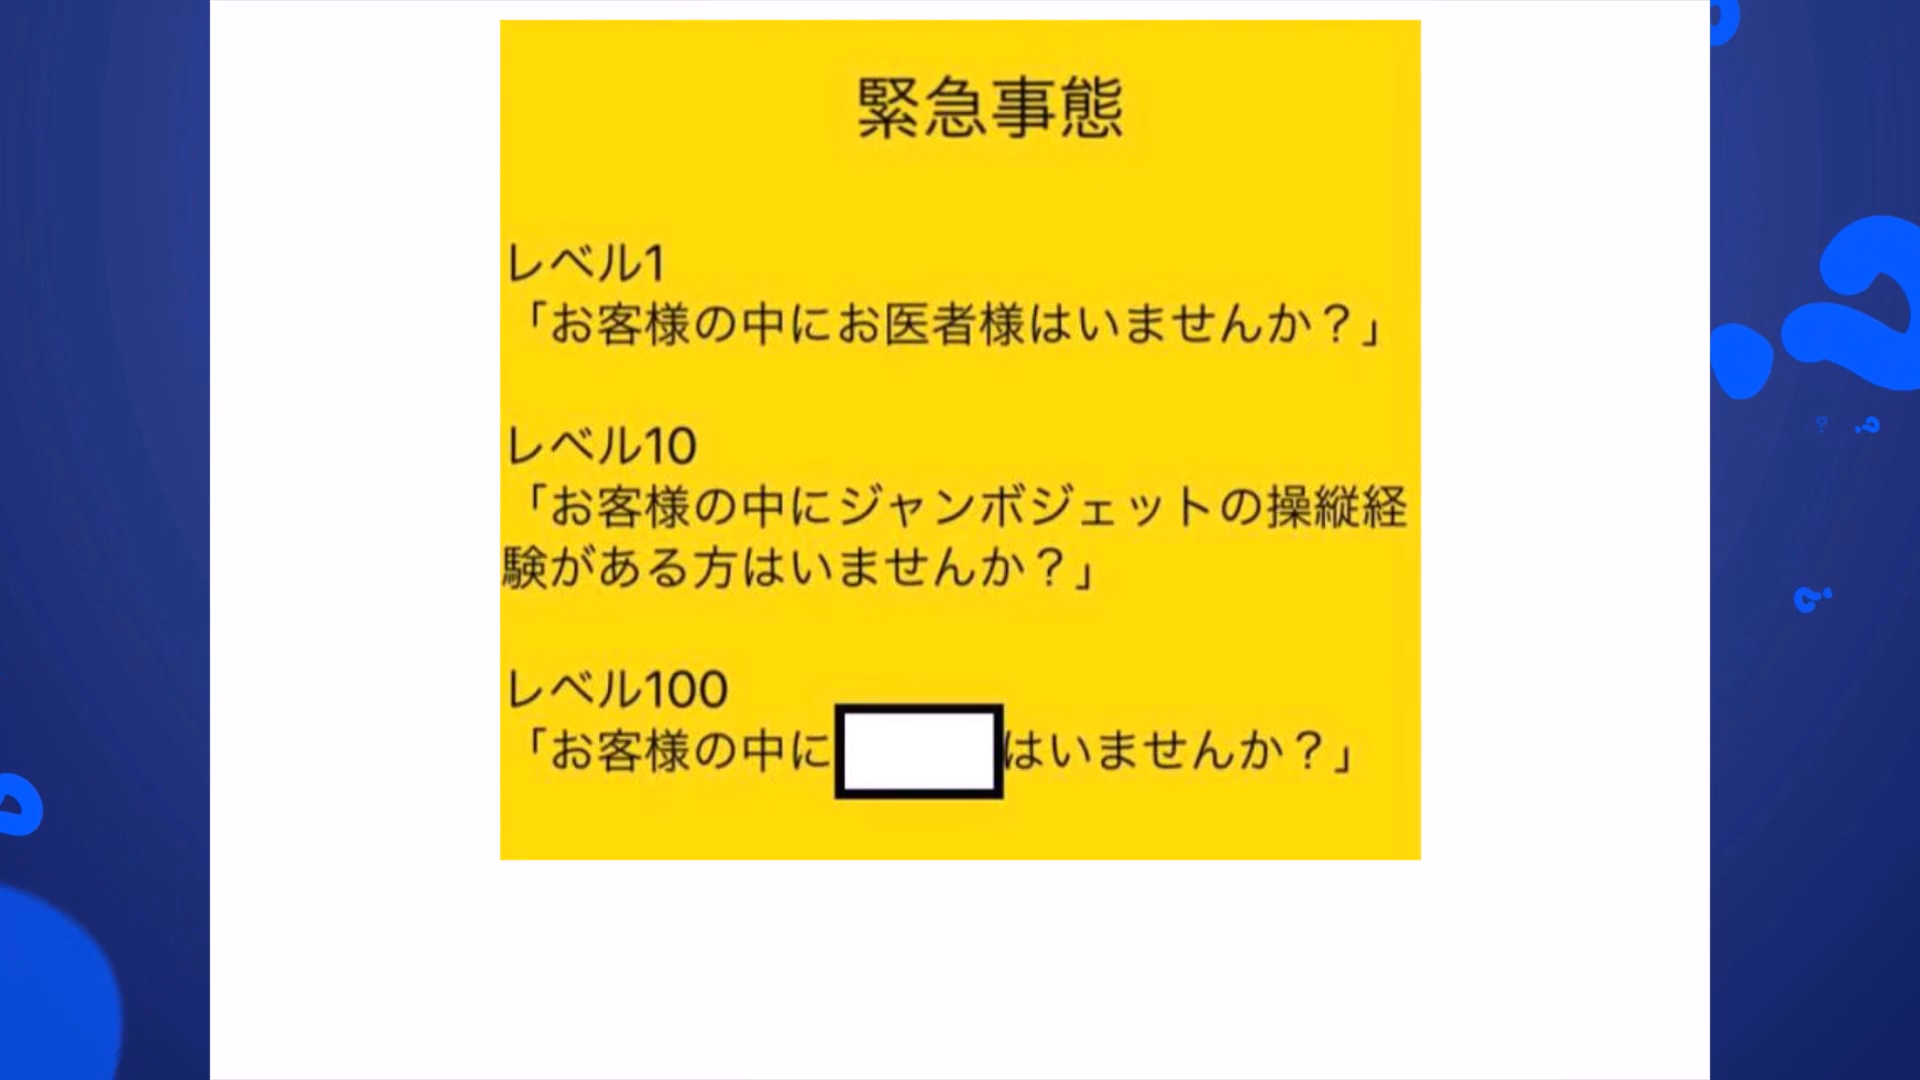 緊急事態
レベル1
「お客様の中にお医者様はいませんか？」
レベル10
「お客様の中にジャンボジェットの操縦経
験がある方はいませんか？」
レベル100
「お客様の中に
はいませんか？」